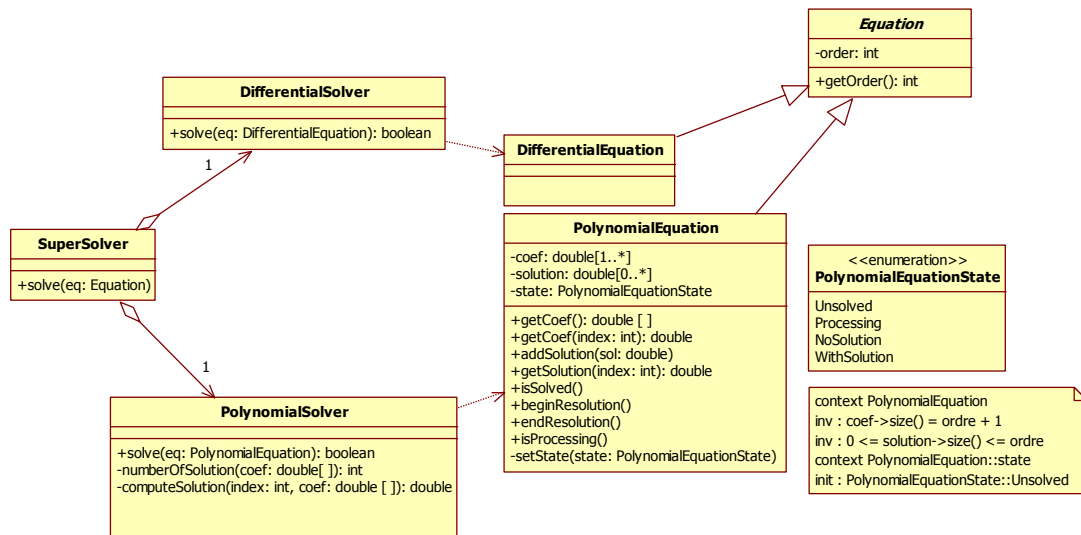 Equation
-order: int
+getOrder(): int
DifferentialSolver
+solve(eq: DifferentialEquation): boolean
DifferentialEquation
1
SuperSolver
+solve(eq: Equation)
1
PolynomialEquation
-coef: double[1..*]
-solution: double[0..*]
-state: PolynomialEquationState
+getCoef(): double [ ]
+getCoef(index: int): double
+addSolution(sol: double)
+getSolution(index: int): double
+isSolved()
+beginResolution()
+endResolution()
+isProcessing()
-setState(state: PolynomialEquationState)
<<enumeration>>
PolynomialEquationState
Unsolved
Processing
NoSolution
WithSolution
PolynomialSolver
+solve(eq: PolynomialEquation): boolean
-numberOfSolution(coef: double[ ]): int
-computeSolution(index: int, coef: double [ ]): double
context PolynomialEquation
inv : coef->size() = ordre + 1
inv : 0 <= solution->size() <= ordre
context PolynomialEquation::state
init : PolynomialEquationState::Unsolved